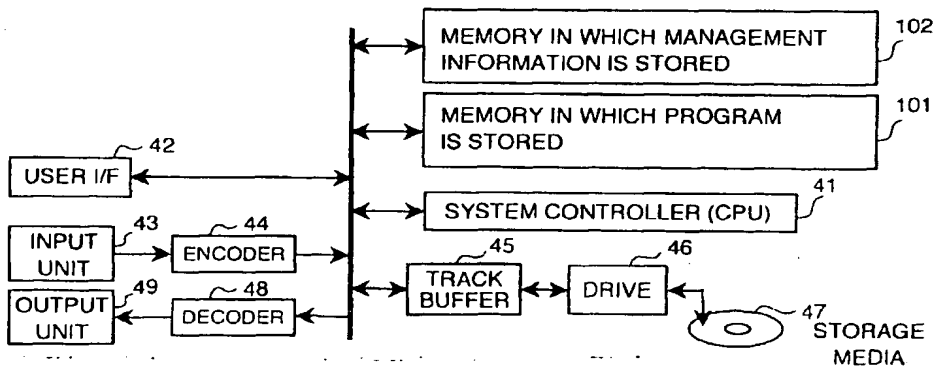 MEMORY IN WHICH MANAGEMENT
INFORMATION IS STORED
102
MEMORY IN WHICH PROGRAM
IS STORED
101
42
USER I/F
SYSTEM CONTROLLER (CPU)
41
43
INPUT
UNIT
44
ENCODER
45
TRACK
BUFFER
46
DRIVE
49
OUTPUT
UNIT
48
DECODER
47
STORAGE
MEDIA